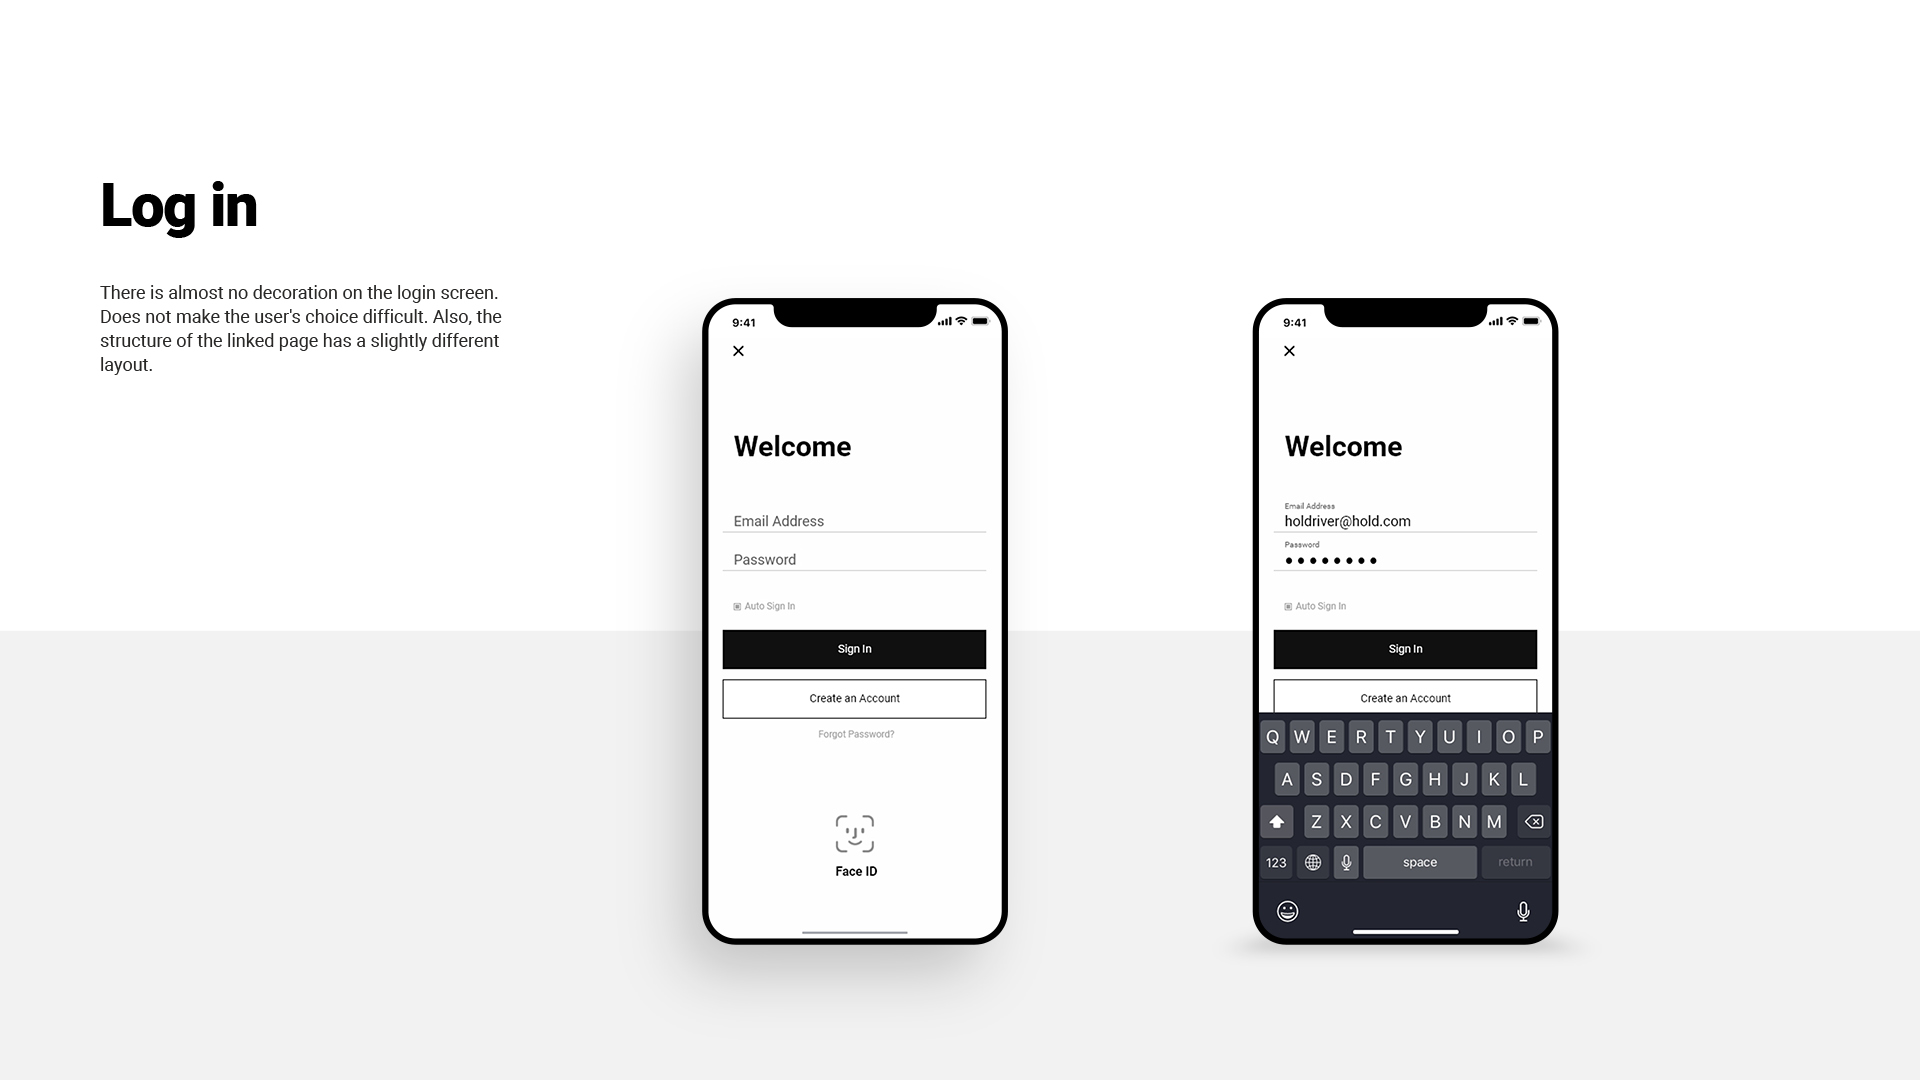 Log in
There is almost no decoration on the login screen.
Does not make the user's choice difficult. Also, the
structure of the linked page has a slightly different
layout.
9:41
Welcome
Email Address
Password
Auto Sign In
Sign In
Create an Account
Forgot Password?
Face ID
9:41
Welcome
Email Address
holdriver@hold.com
Password
Auto Sign In
Sign In
Create an Account
Q W E R T Y U I O P
A S D F G H J K L
Z X C V B N M
123 space return